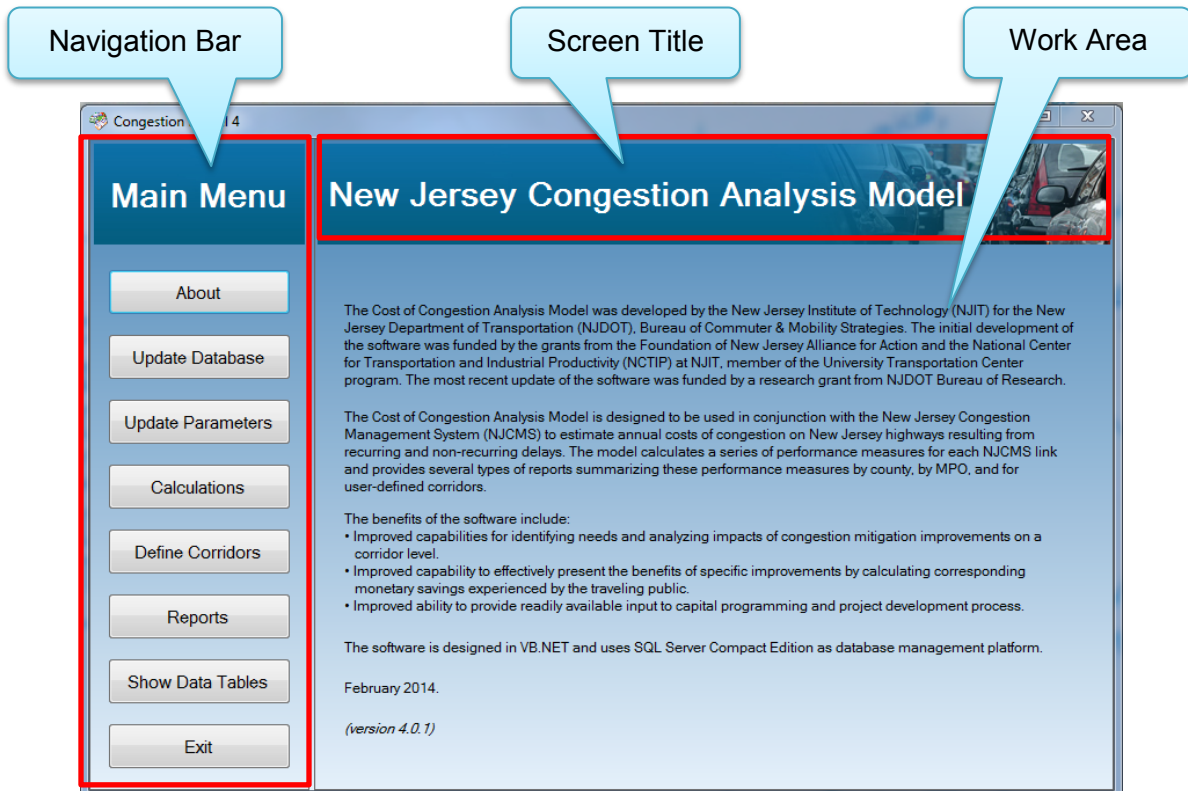 Navigation Bar
Screen Title
Work Area
Congestion
4
Main Menu
New Jersey Congestion Analysis Model
About
Update Database
Update Parameters
Calculations
Define Corridors
Reports
Show Data Tables
Exit
The Cost of Congestion Analysis Model was developed by the New Jersey Institute of Technology (NJIT) for the New
Jersey Department of Transportation (NJDOT), Bureau of Commuter & Mobility Strategies. The initial development of
the software was funded by the grants from the Foundation of New Jersey Alliance for Action and the National Center
for Transportation and Industrial Productivity (NCTIP) at NJIT, member of the University Transportation Center
program. The most recent update of the software was funded by a research grant from NJDOT Bureau of Research.
The Cost of Congestion Analysis Model is designed to be used in conjunction with the New Jersey Congestion
Management System (NJCMS) to estimate annual costs of congestion on New Jersey highways resulting from
recurring and non-recurring delays. The model calculates a series of performance measures for each NJCMS link
and provides several types of reports summarizing these performance measures by county, by MPO, and for
user-defined corridors.
The benefits of the software include:
• Improved capabilities for identifying needs and analyzing impacts of congestion mitigation improvements on a
corridor level.
• Improved capability to effectively present the benefits of specific improvements by calculating corresponding
monetary savings experienced by the traveling public.
• Improved ability to provide readily available input to capital programming and project development process.
The software is designed in VB.NET and uses SQL Server Compact Edition as database management platform.
February 2014.
(version 4.0.1)